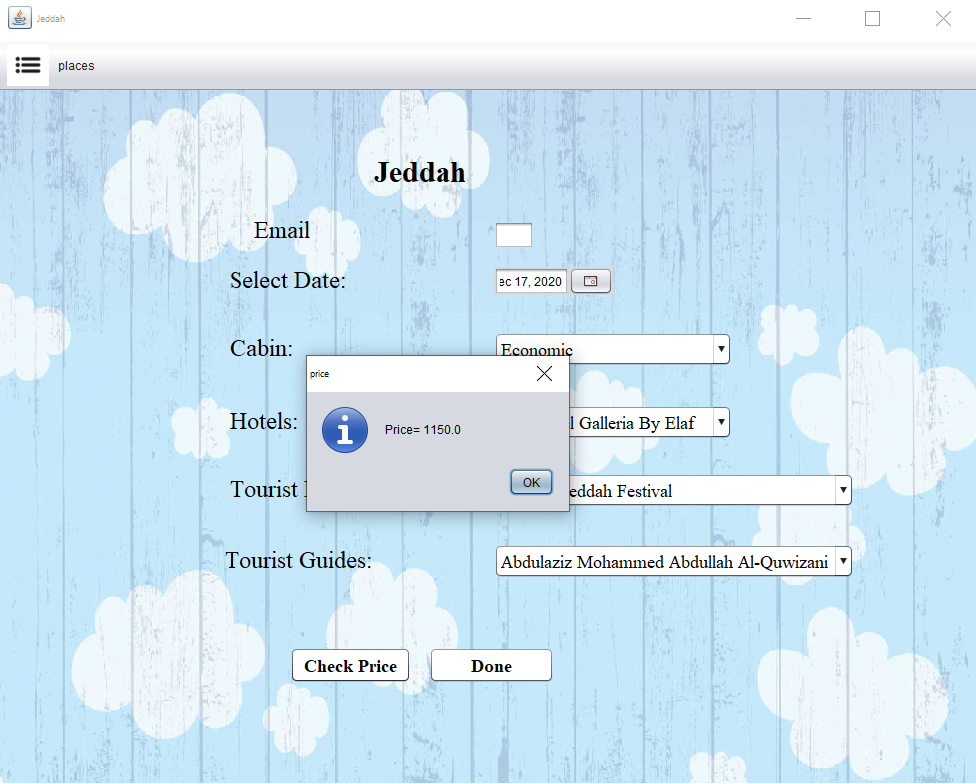 Jeddah
places
Jeddah
Email
Select Date:
ec 17, 2020
Cabin:
Economic
price
Price= 1150.0
OK
Hotels:
l Galleria By Elaf
Tourist
eddah Festival
Tourist Guides:
Abdulaziz Mohammed Abdullah Al-Quwizani
Check Price
Done